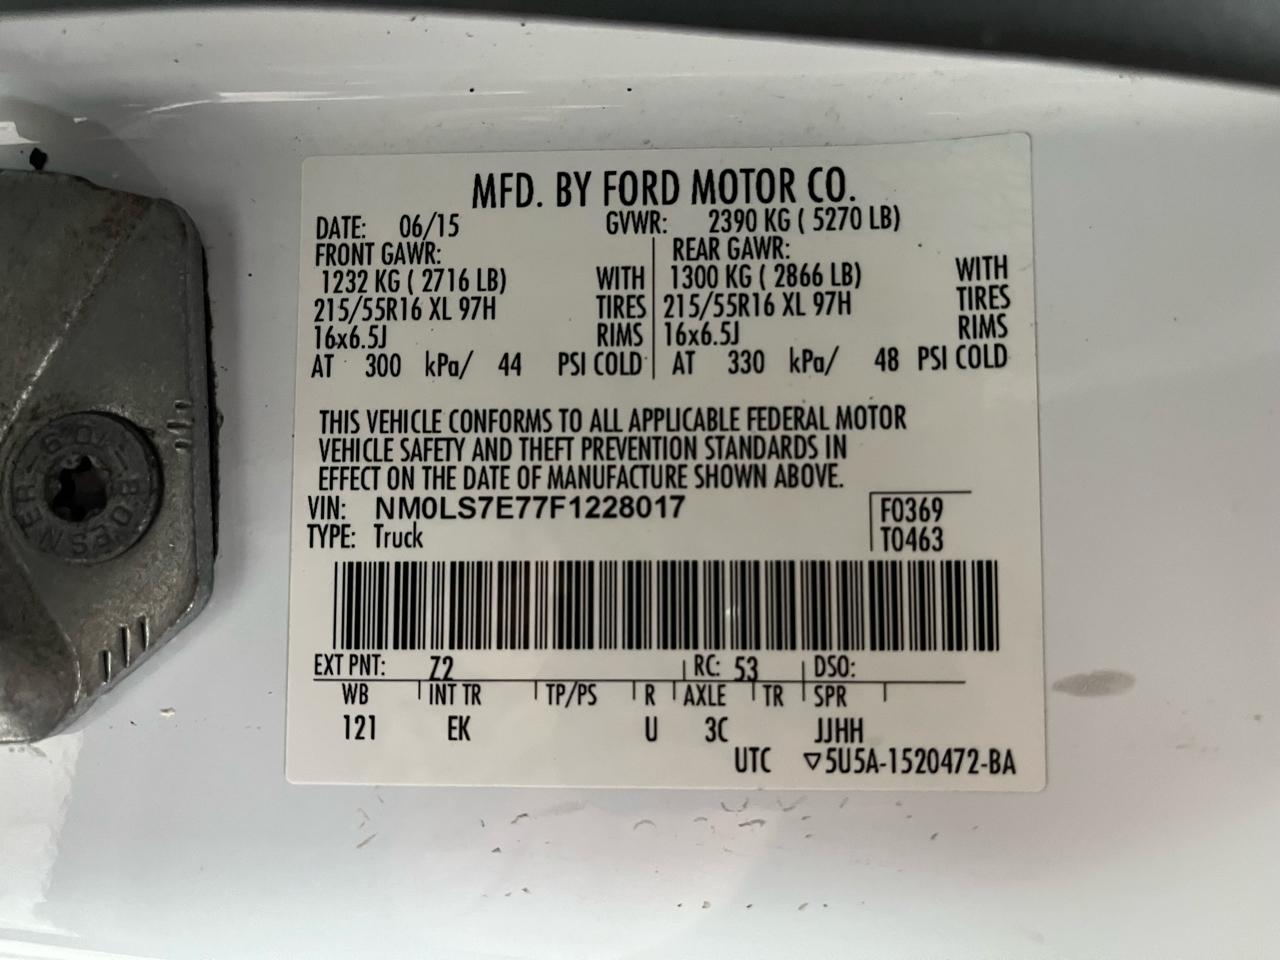 MFD. BY FORD MOTOR CO.
DATE: 06/15 GVWR: 2390 KG ( 5270 LB)
FRONT GAWR: REAR GAWR:
1232 KG ( 2716 LB) WITH 1300 KG ( 2866 LB) WITH
215/55R16 XL 97H TIRES 215/55R16 XL 97H TIRES
16x6.5J RIMS 16x6.5J RIMS
AT 300 kPa/ 44 PSI COLD AT 330 kPa/ 48 PSI COLD
THIS VEHICLE CONFORMS TO ALL APPLICABLE FEDERAL MOTOR
VEHICLE SAFETY AND THEFT PREVENTION STANDARDS IN
EFFECT ON THE DATE OF MANUFACTURE SHOWN ABOVE.
VIN: NM0LS7E77F1228017 F0369
TYPE: Truck T0463
EXT PNT: Z2 RC: 53 DSO:
WB INT TR TP/PS R AXLE TR SPR
121 EK U 3C JJHH
UTC ▽5U5A-1520472-BA
BOESNER 10.9